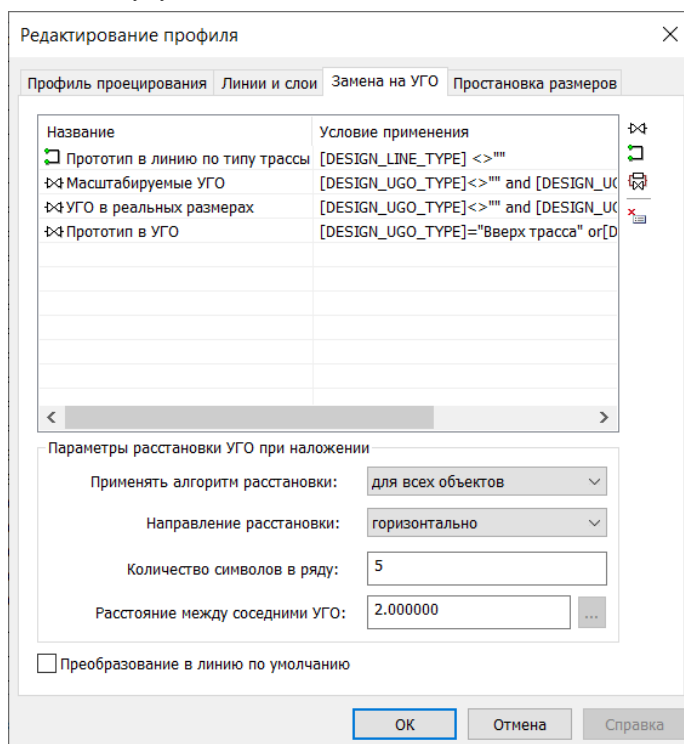 Редактирование профиля
Профиль проецирования Линии и слои Замена на УГО Простановка размеров
Название Условие применения
Прототип в линию по типу трассы [DESIGN_LINE_TYPE] <>""
Масштабируемые УГО [DESIGN_UGO_TYPE]<>"" and [DESIGN_UG
УГО в реальных размерах [DESIGN_UGO_TYPE]<>"" and [DESIGN_UG
Прототип в УГО [DESIGN_UGO_TYPE]="Вверх трасса" or[D
Параметры расстановки УГО при наложении
Применять алгоритм расстановки: для всех объектов
Направление расстановки: горизонтально
Количество символов в ряду: 5
Расстояние между соседними УГО: 2.000000 ...
Преобразование в линию по умолчанию
ОК Отмена Справка